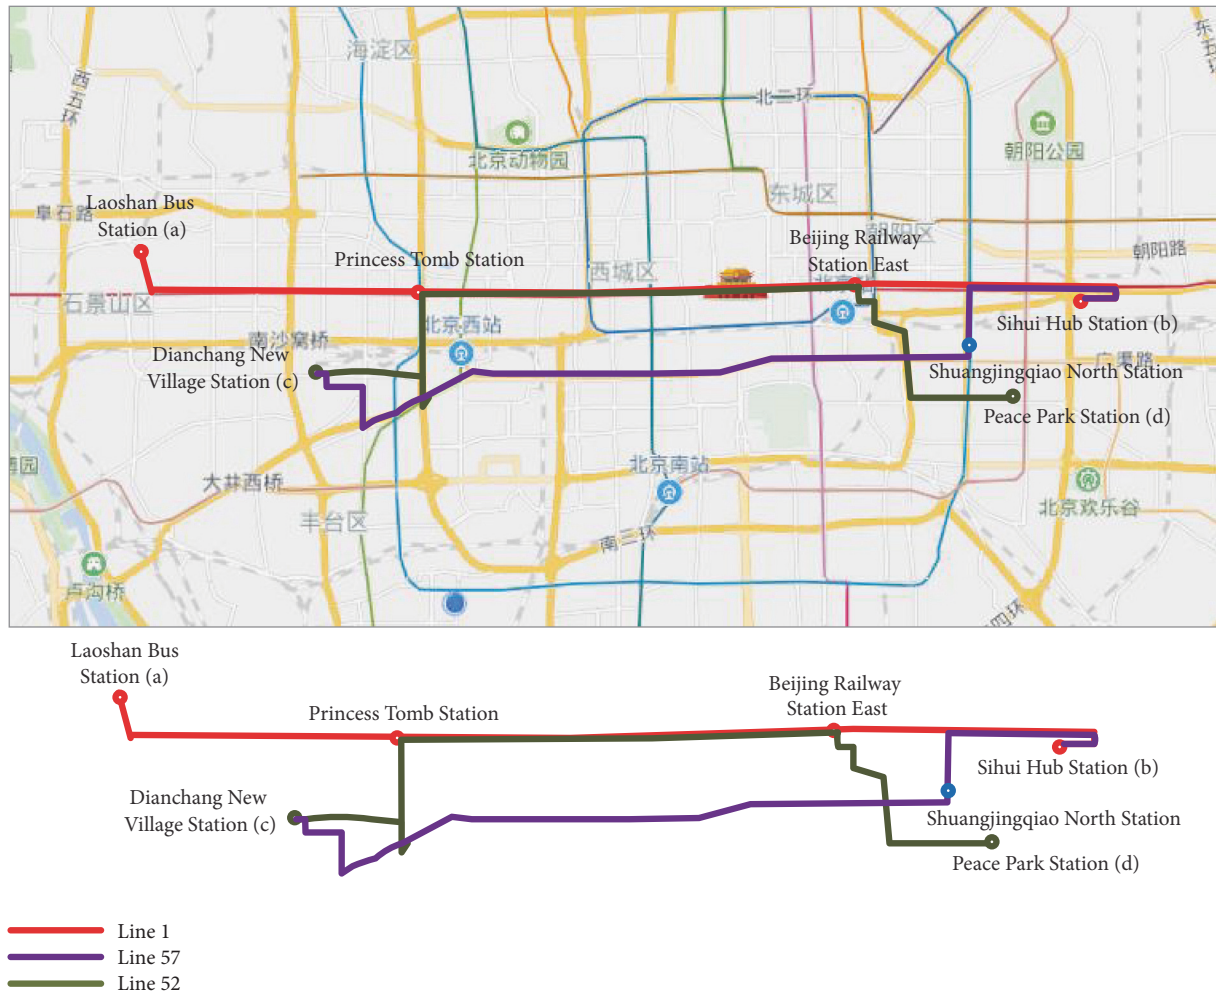 海淀区
西五环
东五环
北二环
北京动物园
朝阳公园
Laoshan Bus
Station (a)
阜石路
东城区
朝阳区
Beijing Railway
Station East
朝阳路
Princess Tomb Station
西城区
石景山区
北京西站
南沙窝桥
Sihui Hub Station (b)
Dianchang New
Village Station (c)
广渠路
Shuangjingqiao North Station
Peace Park Station (d)
北京南站
大井西桥
北京欢乐谷
丰台区
南三环
卢沟桥
四环
Laoshan Bus
Station (a)
Beijing Railway
Station East
Princess Tomb Station
Sihui Hub Station (b)
Dianchang New
Village Station (c)
Shuangjingqiao North Station
Peace Park Station (d)
Line 1
Line 57
Line 52